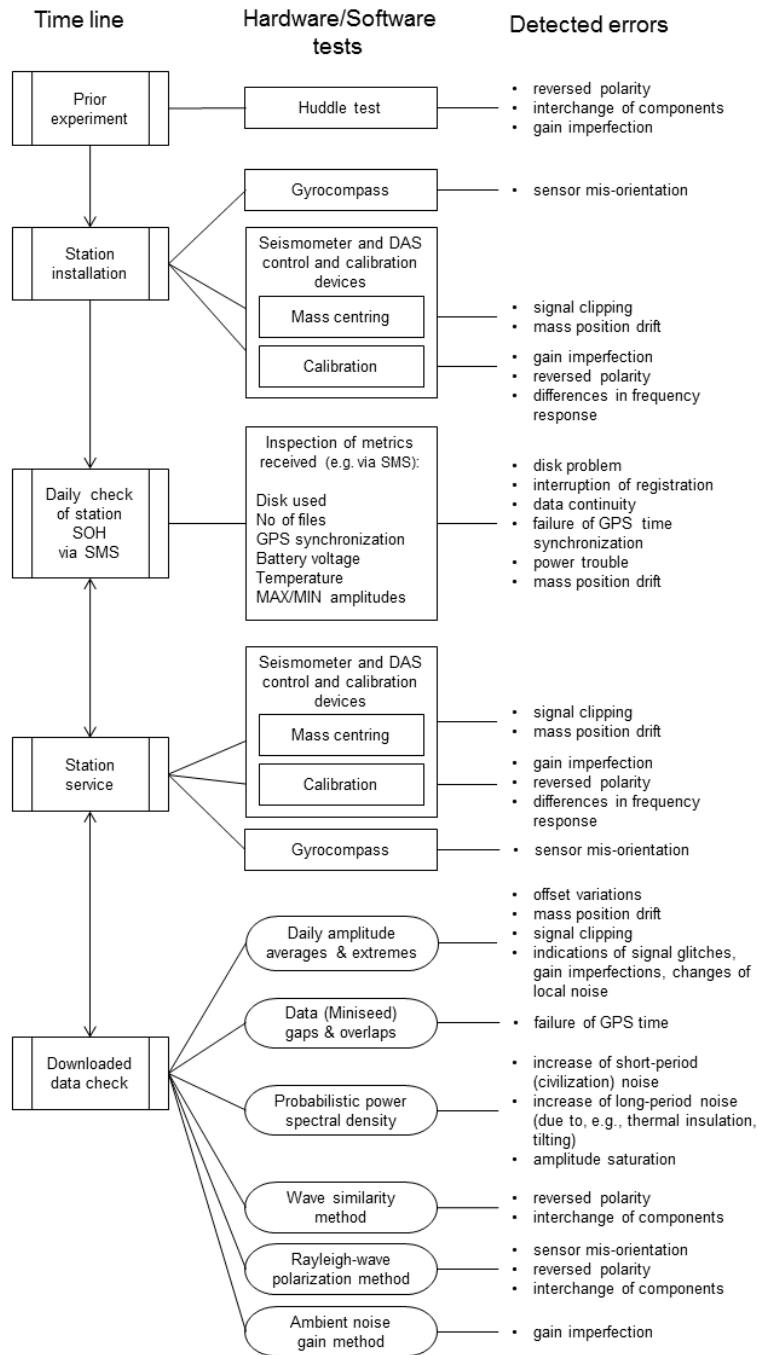 Time line
Hardware/Software
tests
Detected errors
Prior
experiment
Huddle test
• reversed polarity
• interchange of components
• gain imperfection
Gyrocompass
• sensor mis-orientation
Station
installation
Seismometer and DAS
control and calibration
devices
Mass centring
• signal clipping
• mass position drift
Calibration
• gain imperfection
• reversed polarity
• differences in frequency
response
Daily check
of station
SOH
via SMS
Inspection of metrics
received (e.g. via SMS):
Disk used
No of files
GPS synchronization
Battery voltage
Temperature
MAX/MIN amplitudes
• disk problem
• interruption of registration
• data continuity
• failure of GPS time
synchronization
• power trouble
• mass position drift
Station
service
Seismometer and DAS
control and calibration
devices
Mass centring
• signal clipping
• mass position drift
Calibration
• gain imperfection
• reversed polarity
• differences in frequency
response
Gyrocompass
• sensor mis-orientation
Downloaded
data check
Daily amplitude
averages & extremes
• offset variations
• mass position drift
• signal clipping
• indications of signal glitches,
gain imperfections, changes of
local noise
Data (Miniseed)
gaps & overlaps
• failure of GPS time
Probabilistic power
spectral density
• increase of short-period
(civilization) noise
• increase of long-period noise
(due to, e.g., thermal insulation,
tilting)
• amplitude saturation
Wave similarity
method
• reversed polarity
• interchange of components
Rayleigh-wave
polarization method
• sensor mis-orientation
• reversed polarity
• interchange of components
Ambient noise
gain method
• gain imperfection